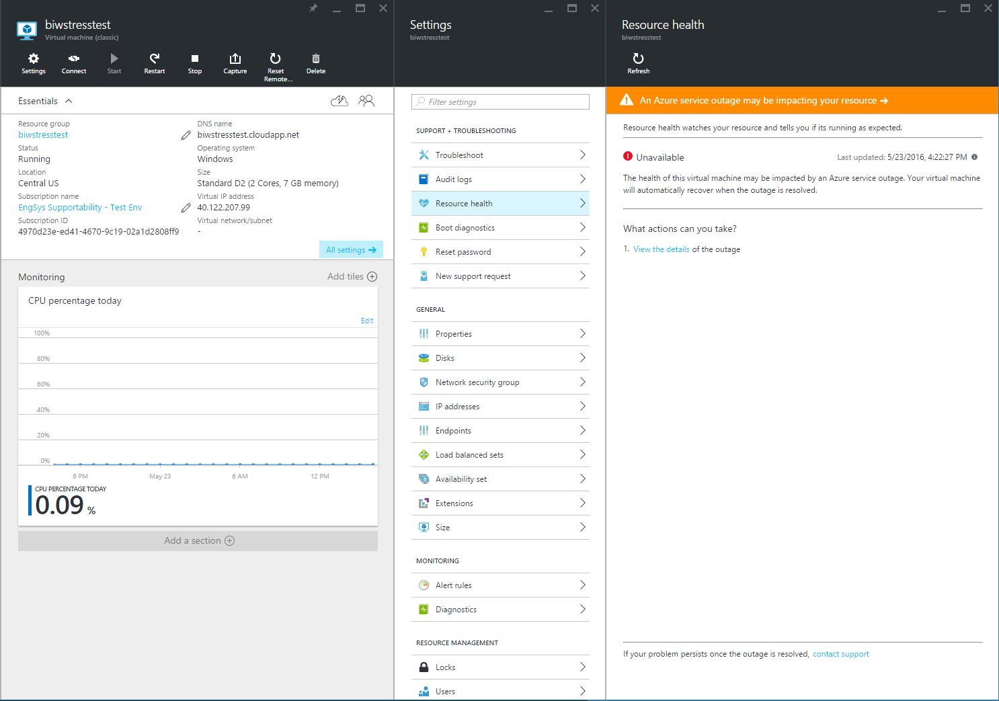 biwstresstest
Virtual machine (classic)
Settings
Connect
Start
Restart
Stop
Capture
Reset
Remote...
Delete
Essentials
Resource group
biwstresstest
Status
Running
Location
Central US
Subscription name
EngSys Supportability - Test Env
Subscription ID
4970d23e-ed41-4670-9c19-02a1d2808ff9
DNS name
biwstresstest.cloudapp.net
Operating system
Windows
Size
Standard D2 (2 Cores, 7 GB memory)
Virtual IP address
40.122.207.99
Virtual network/subnet
-
All settings →
Monitoring
Add tiles
CPU percentage today
Edit
100%
80%
60%
40%
20%
0%
6 PM
May 23
6 AM
12 PM
CPU PERCENTAGE TODAY
0.09 %
Add a section
Settings
biwstresstest
Filter settings
SUPPORT + TROUBLESHOOTING
Troubleshoot
Audit logs
Resource health
Boot diagnostics
Reset password
New support request
GENERAL
Properties
Disks
Network security group
IP addresses
Endpoints
Load balanced sets
Availability set
Extensions
Size
MONITORING
Alert rules
Diagnostics
RESOURCE MANAGEMENT
Locks
Users
Resource health
biwstresstest
Refresh
An Azure service outage may be impacting your resource →
Resource health watches your resource and tells you if its running as expected.
Unavailable
Last updated: 5/23/2016, 4:22:27 PM
The health of this virtual machine may be impacted by an Azure service outage. Your virtual machine
will automatically recover when the outage is resolved.
What actions can you take?
1. View the details of the outage
If your problem persists once the outage is resolved, contact support